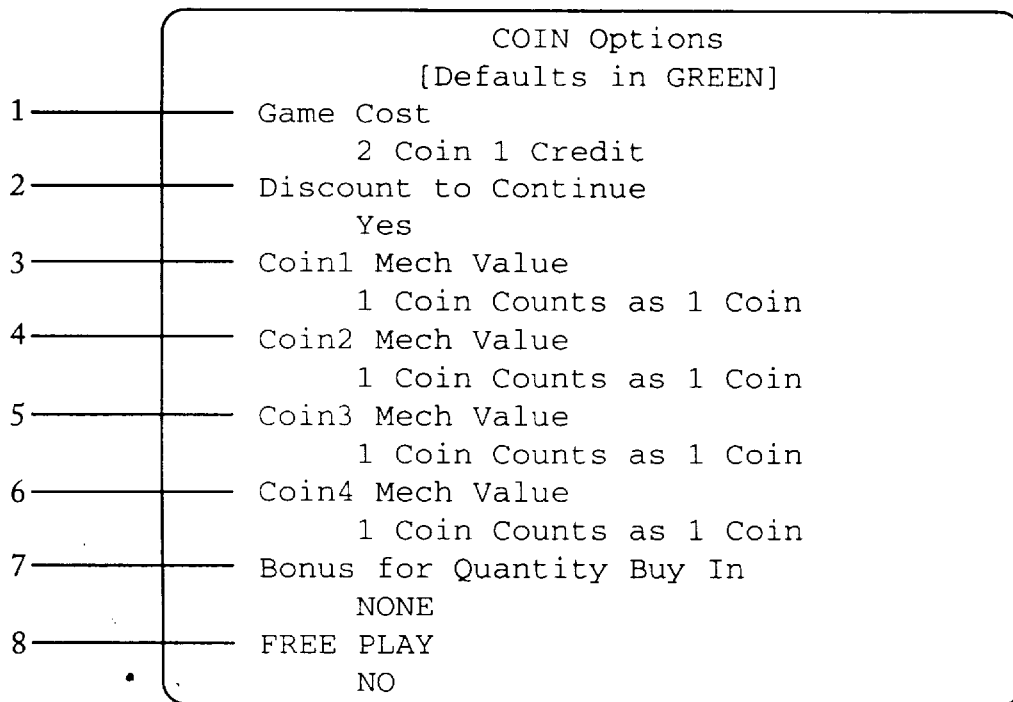 COIN Options
[Defaults in GREEN]
1 Game Cost
2 Coin 1 Credit
2 Discount to Continue
Yes
3 Coin1 Mech Value
1 Coin Counts as 1 Coin
4 Coin2 Mech Value
1 Coin Counts as 1 Coin
5 Coin3 Mech Value
1 Coin Counts as 1 Coin
6 Coin4 Mech Value
1 Coin Counts as 1 Coin
7 Bonus for Quantity Buy In
NONE
8 FREE PLAY
NO